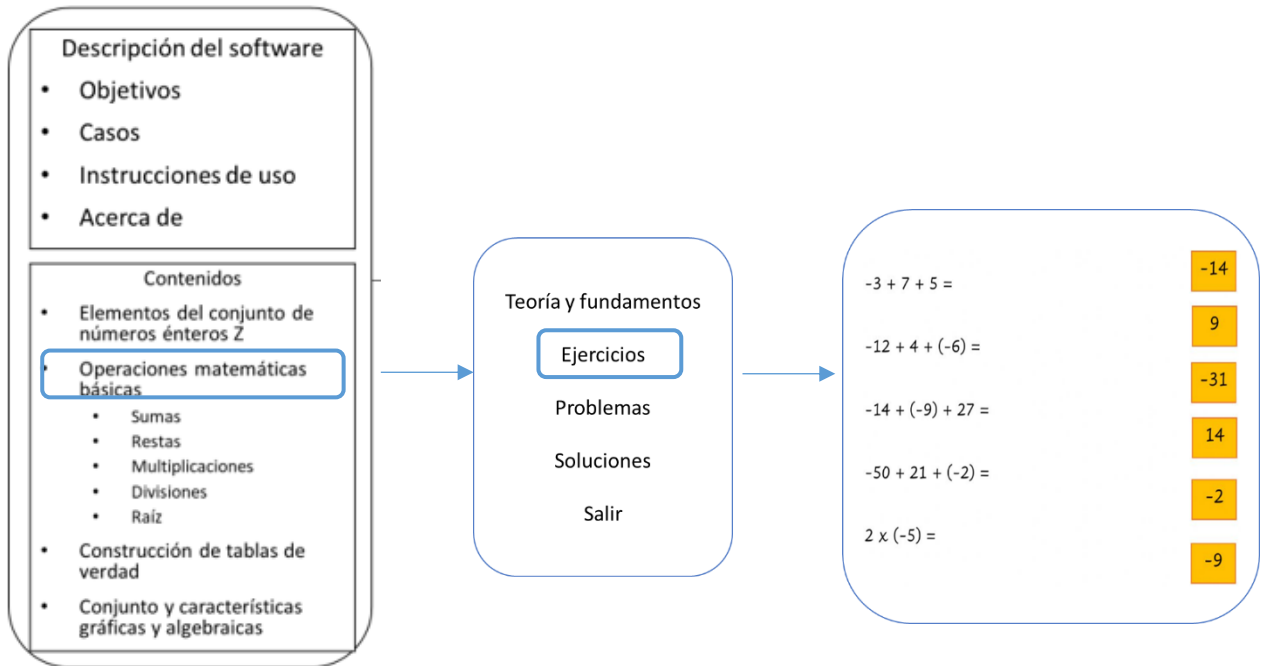 Descripción del software
• Objetivos
• Casos
• Instrucciones de uso
• Acerca de
Contenidos
• Elementos del conjunto de
números énteros Z
• Operaciones matemáticas
básicas
• Sumas
• Restas
• Multiplicaciones
• Divisiones
• Raíz
• Construcción de tablas de
verdad
• Conjunto y características
gráficas y algebraicas
Teoría y fundamentos
Ejercicios
Problemas
Soluciones
Salir
-3 + 7 + 5 =
-12 + 4 + (-6) =
-14 + (-9) + 27 =
-50 + 21 + (-2) =
2 x (-5) =
-14
9
-31
14
-2
-9